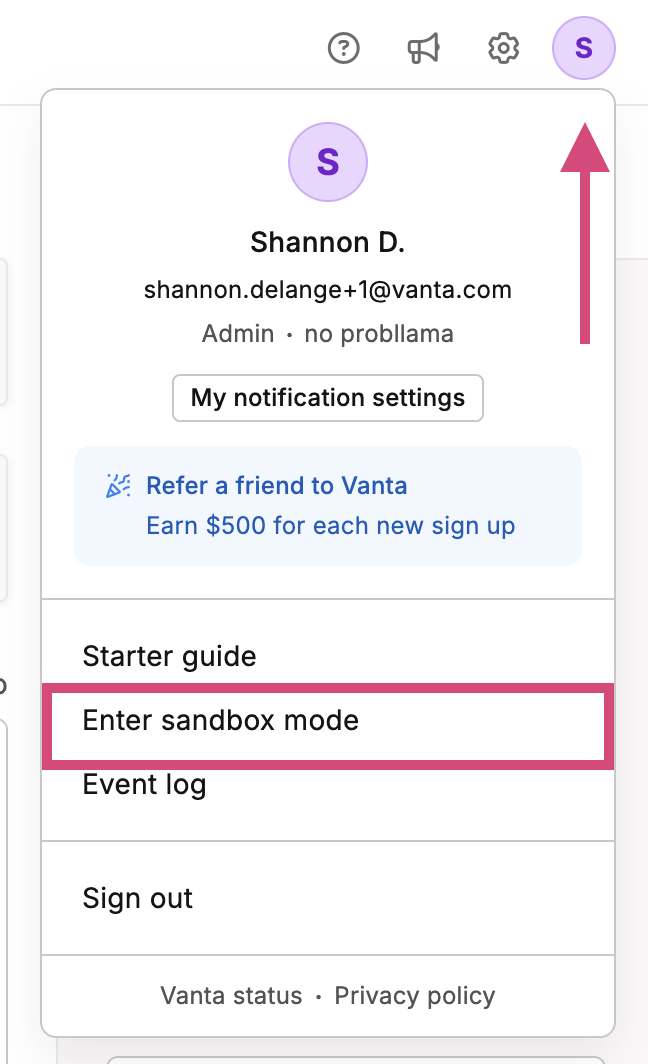 S
S
Shannon D.
shannon.delange+1@vanta.com
Admin · no probllama
My notification settings
Refer a friend to Vanta
Earn $500 for each new sign up
Starter guide
Enter sandbox mode
Event log
Sign out
Vanta status · Privacy policy